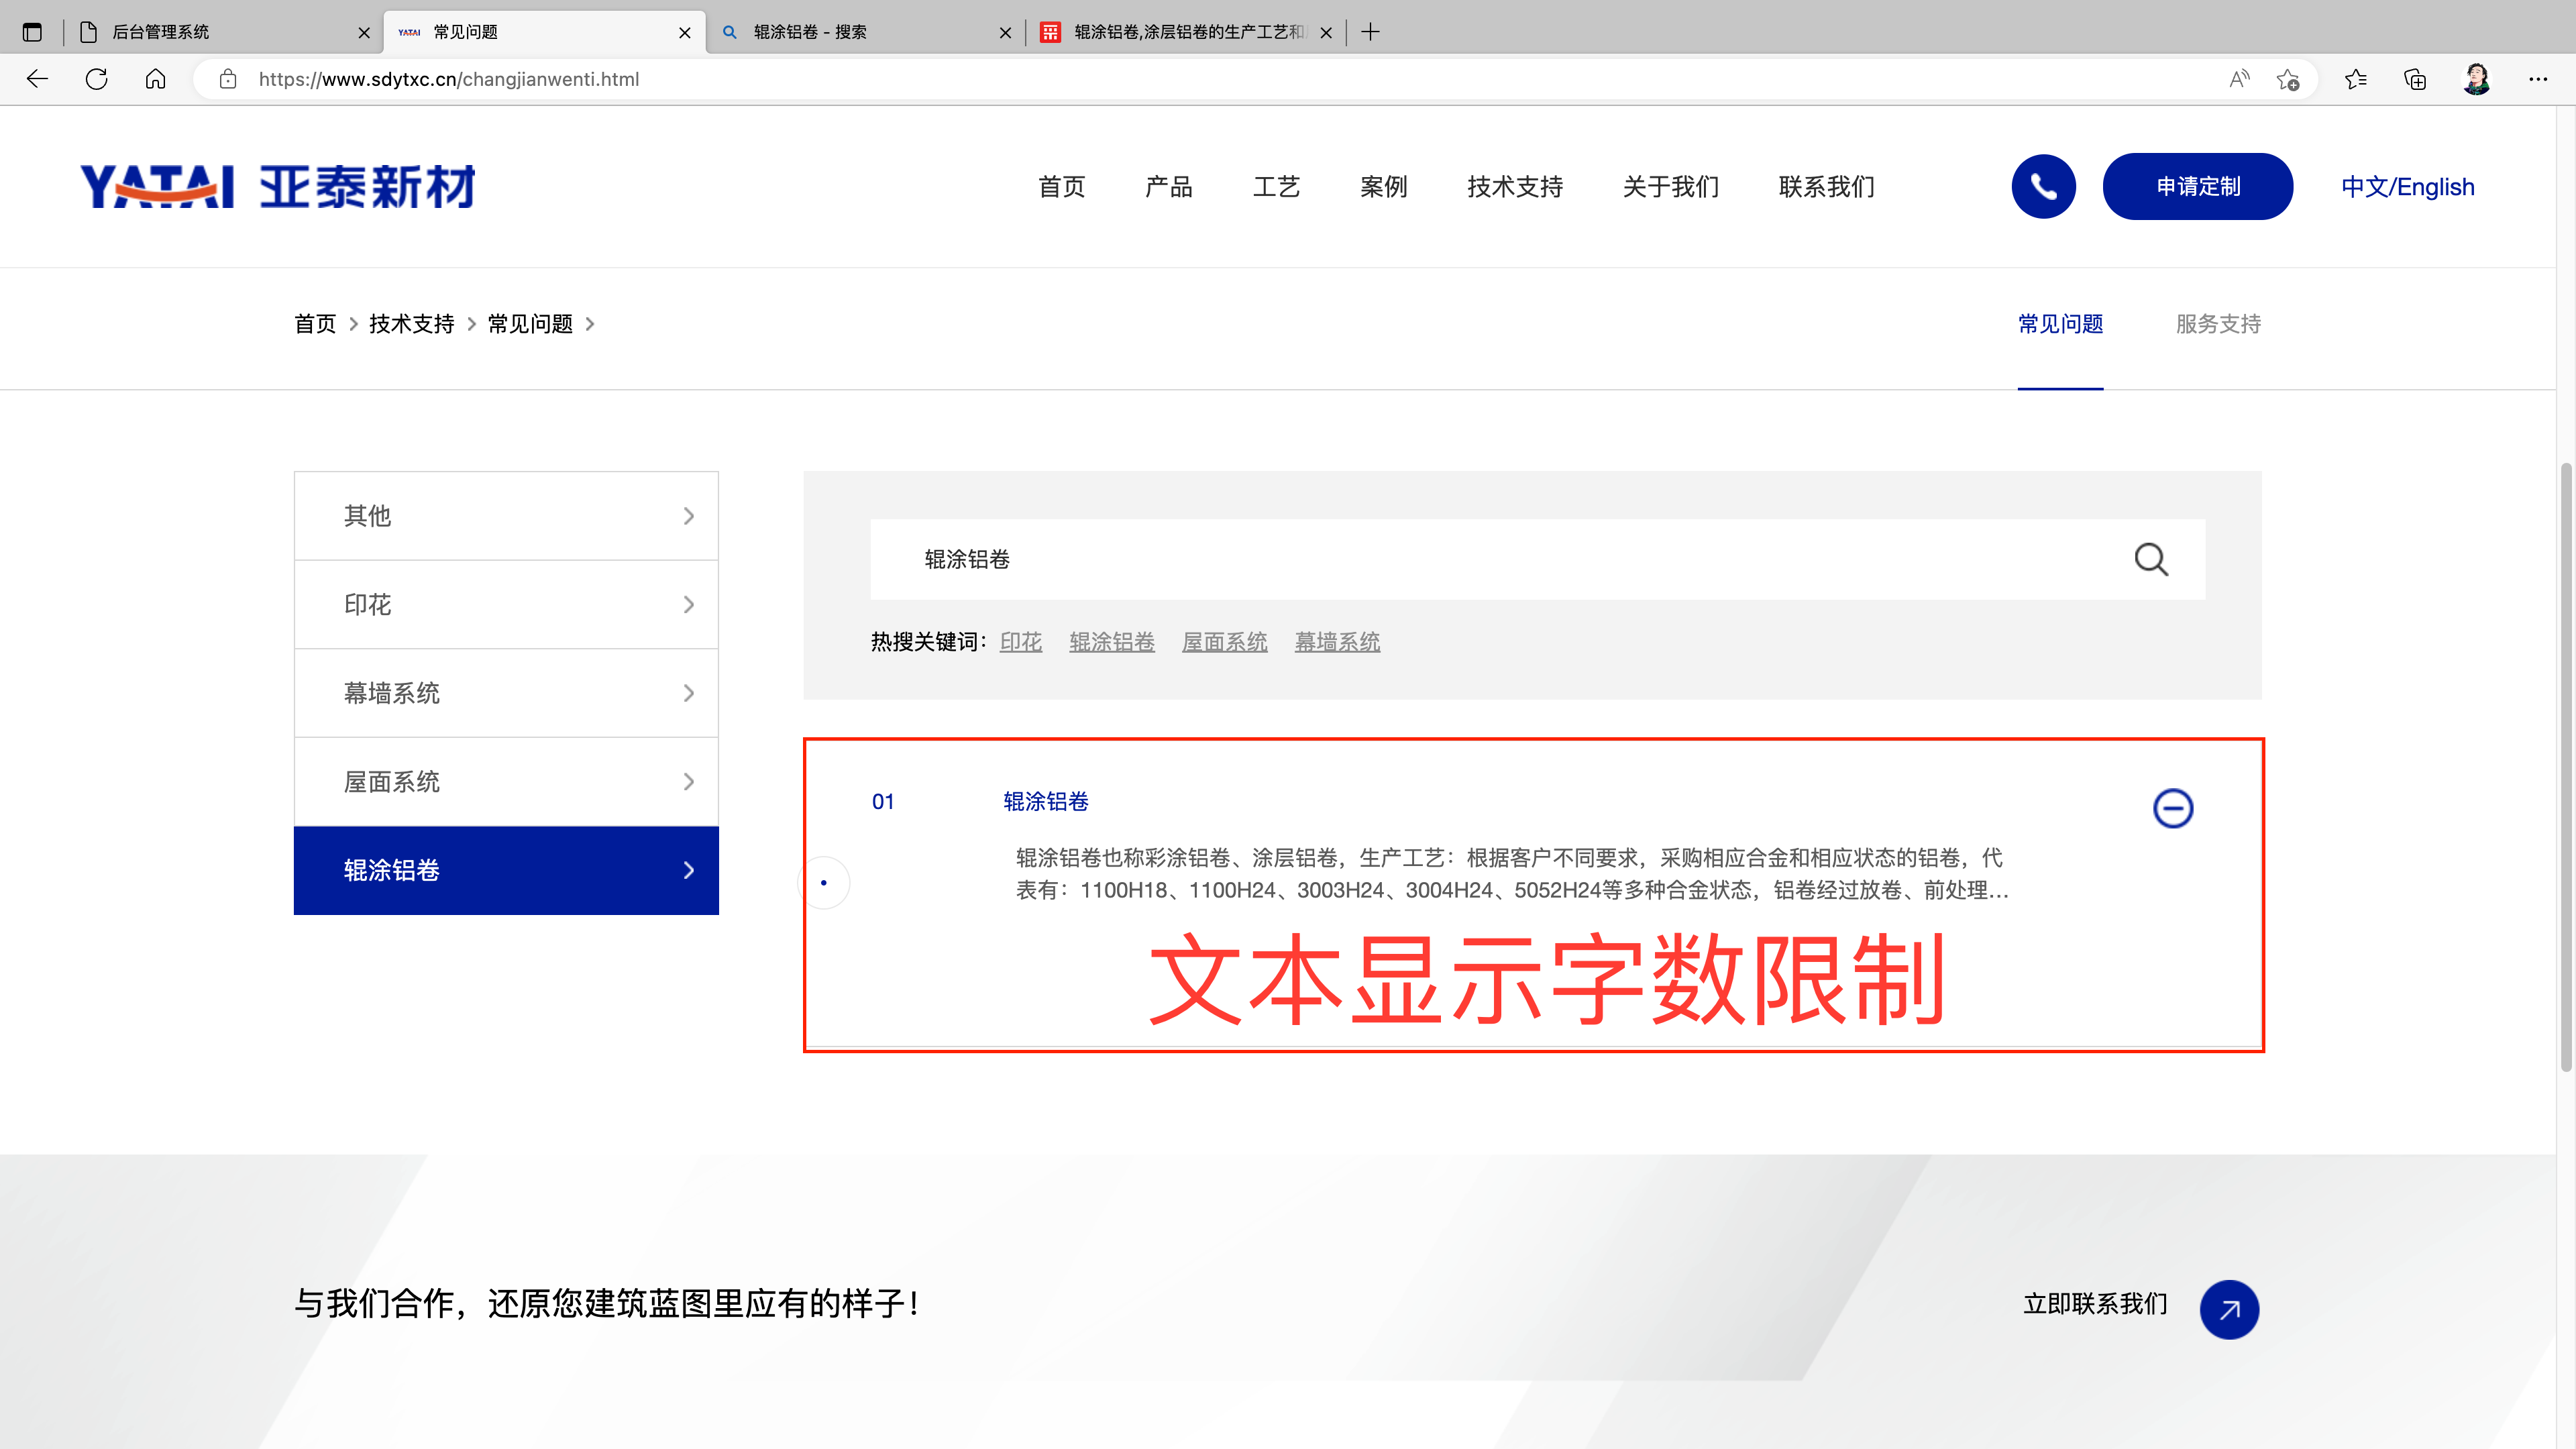 后台管理系统
YATAI 常见问题
辊涂铝卷 - 搜索
辊涂铝卷,涂层铝卷的生产工艺和
https://www.sdytxc.cn/changjianwenti.html
YATAI 亚泰新材
首页 产品 工艺 案例 技术支持 关于我们 联系我们
申请定制
中文/English
首页 > 技术支持 > 常见问题 >
常见问题 服务支持
其他
印花
幕墙系统
屋面系统
辊涂铝卷
辊涂铝卷
热搜关键词：印花 辊涂铝卷 屋面系统 幕墙系统
01 辊涂铝卷
辊涂铝卷也称彩涂铝卷、涂层铝卷，生产工艺：根据客户不同要求，采购相应合金和相应状态的铝卷，代
表有：1100H18、1100H24、3003H24、3004H24、5052H24等多种合金状态，铝卷经过放卷、前处理...
文本显示字数限制
与我们合作，还原您建筑蓝图里应有的样子！
立即联系我们